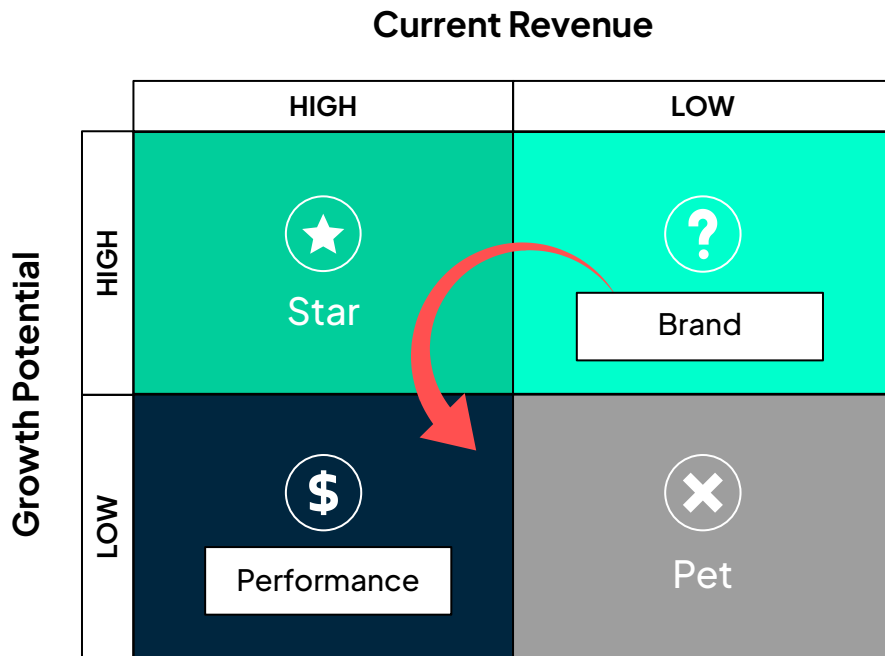 Current Revenue
HIGH
LOW
Growth Potential
HIGH
Star
?
Brand
LOW
$
Performance
Pet